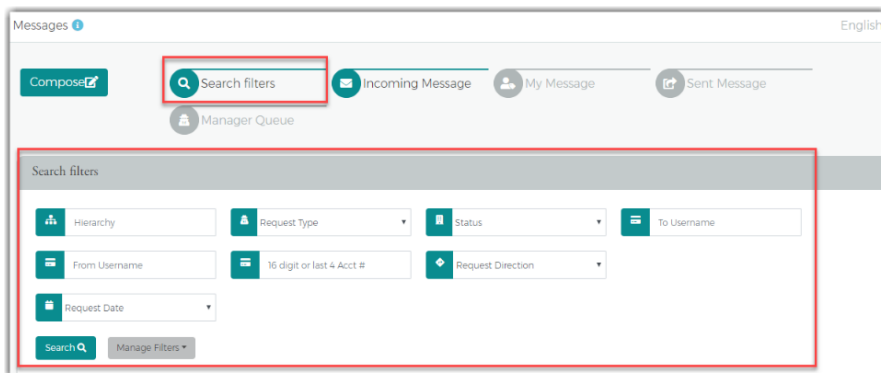 Messages
English
Compose
Search filters
Incoming Message
My Message
Sent Message
Manager Queue
Search filters
Hierarchy
Request Type
Status
To Username
From Username
16 digit or last 4 Acct #
Request Direction
Request Date
Search
Manage Filters